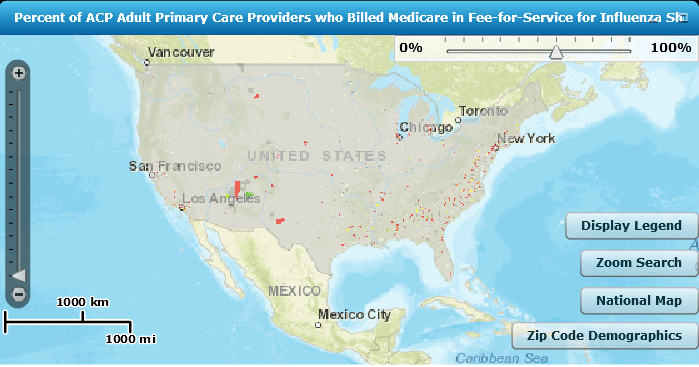 Percent of ACP Adult Primary Care Providers who Billed Medicare in Fee-for-Service for Influenza
0%
100%
Vancouver
Toronto
Chicago
New York
UNITED STATES
San Francisco
Los Angeles
Display Legend
Zoom Search
MÉXICO
National Map
1000 km
Mexico City
1000 mi
Zip Code Demographics
Caribbean Sea